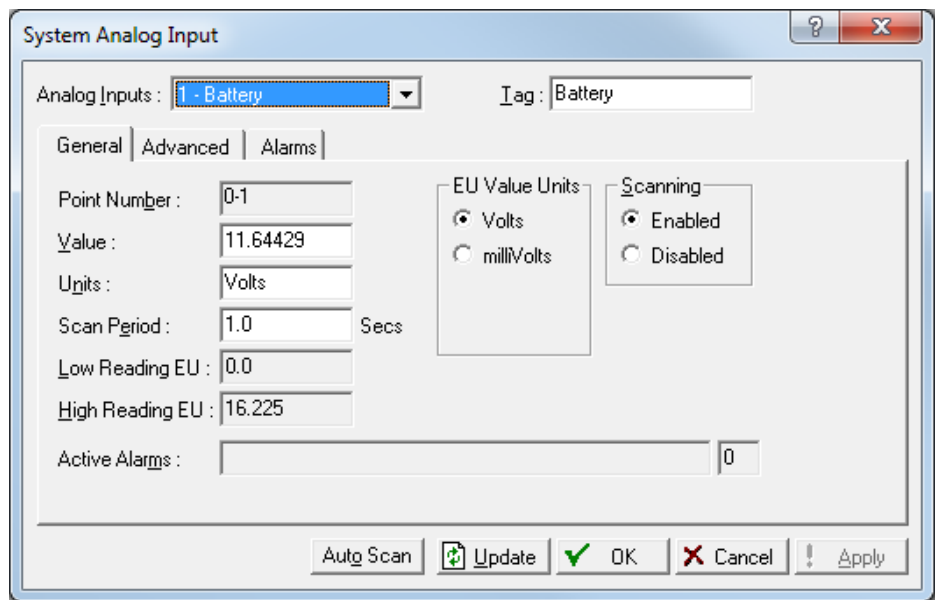 System Analog Input
? X
Analog Inputs : 1 - Battery Tag : Battery
General Advanced Alarms
Point Number : 0-1
Value : 11.64429
Units : Volts
Scan Period : 1.0 Secs
Low Reading EU : 0.0
High Reading EU : 16.225
EU Value Units
Volts
milliVolts
Scanning
Enabled
Disabled
Active Alarms : 0
Auto Scan Update OK Cancel ! Apply